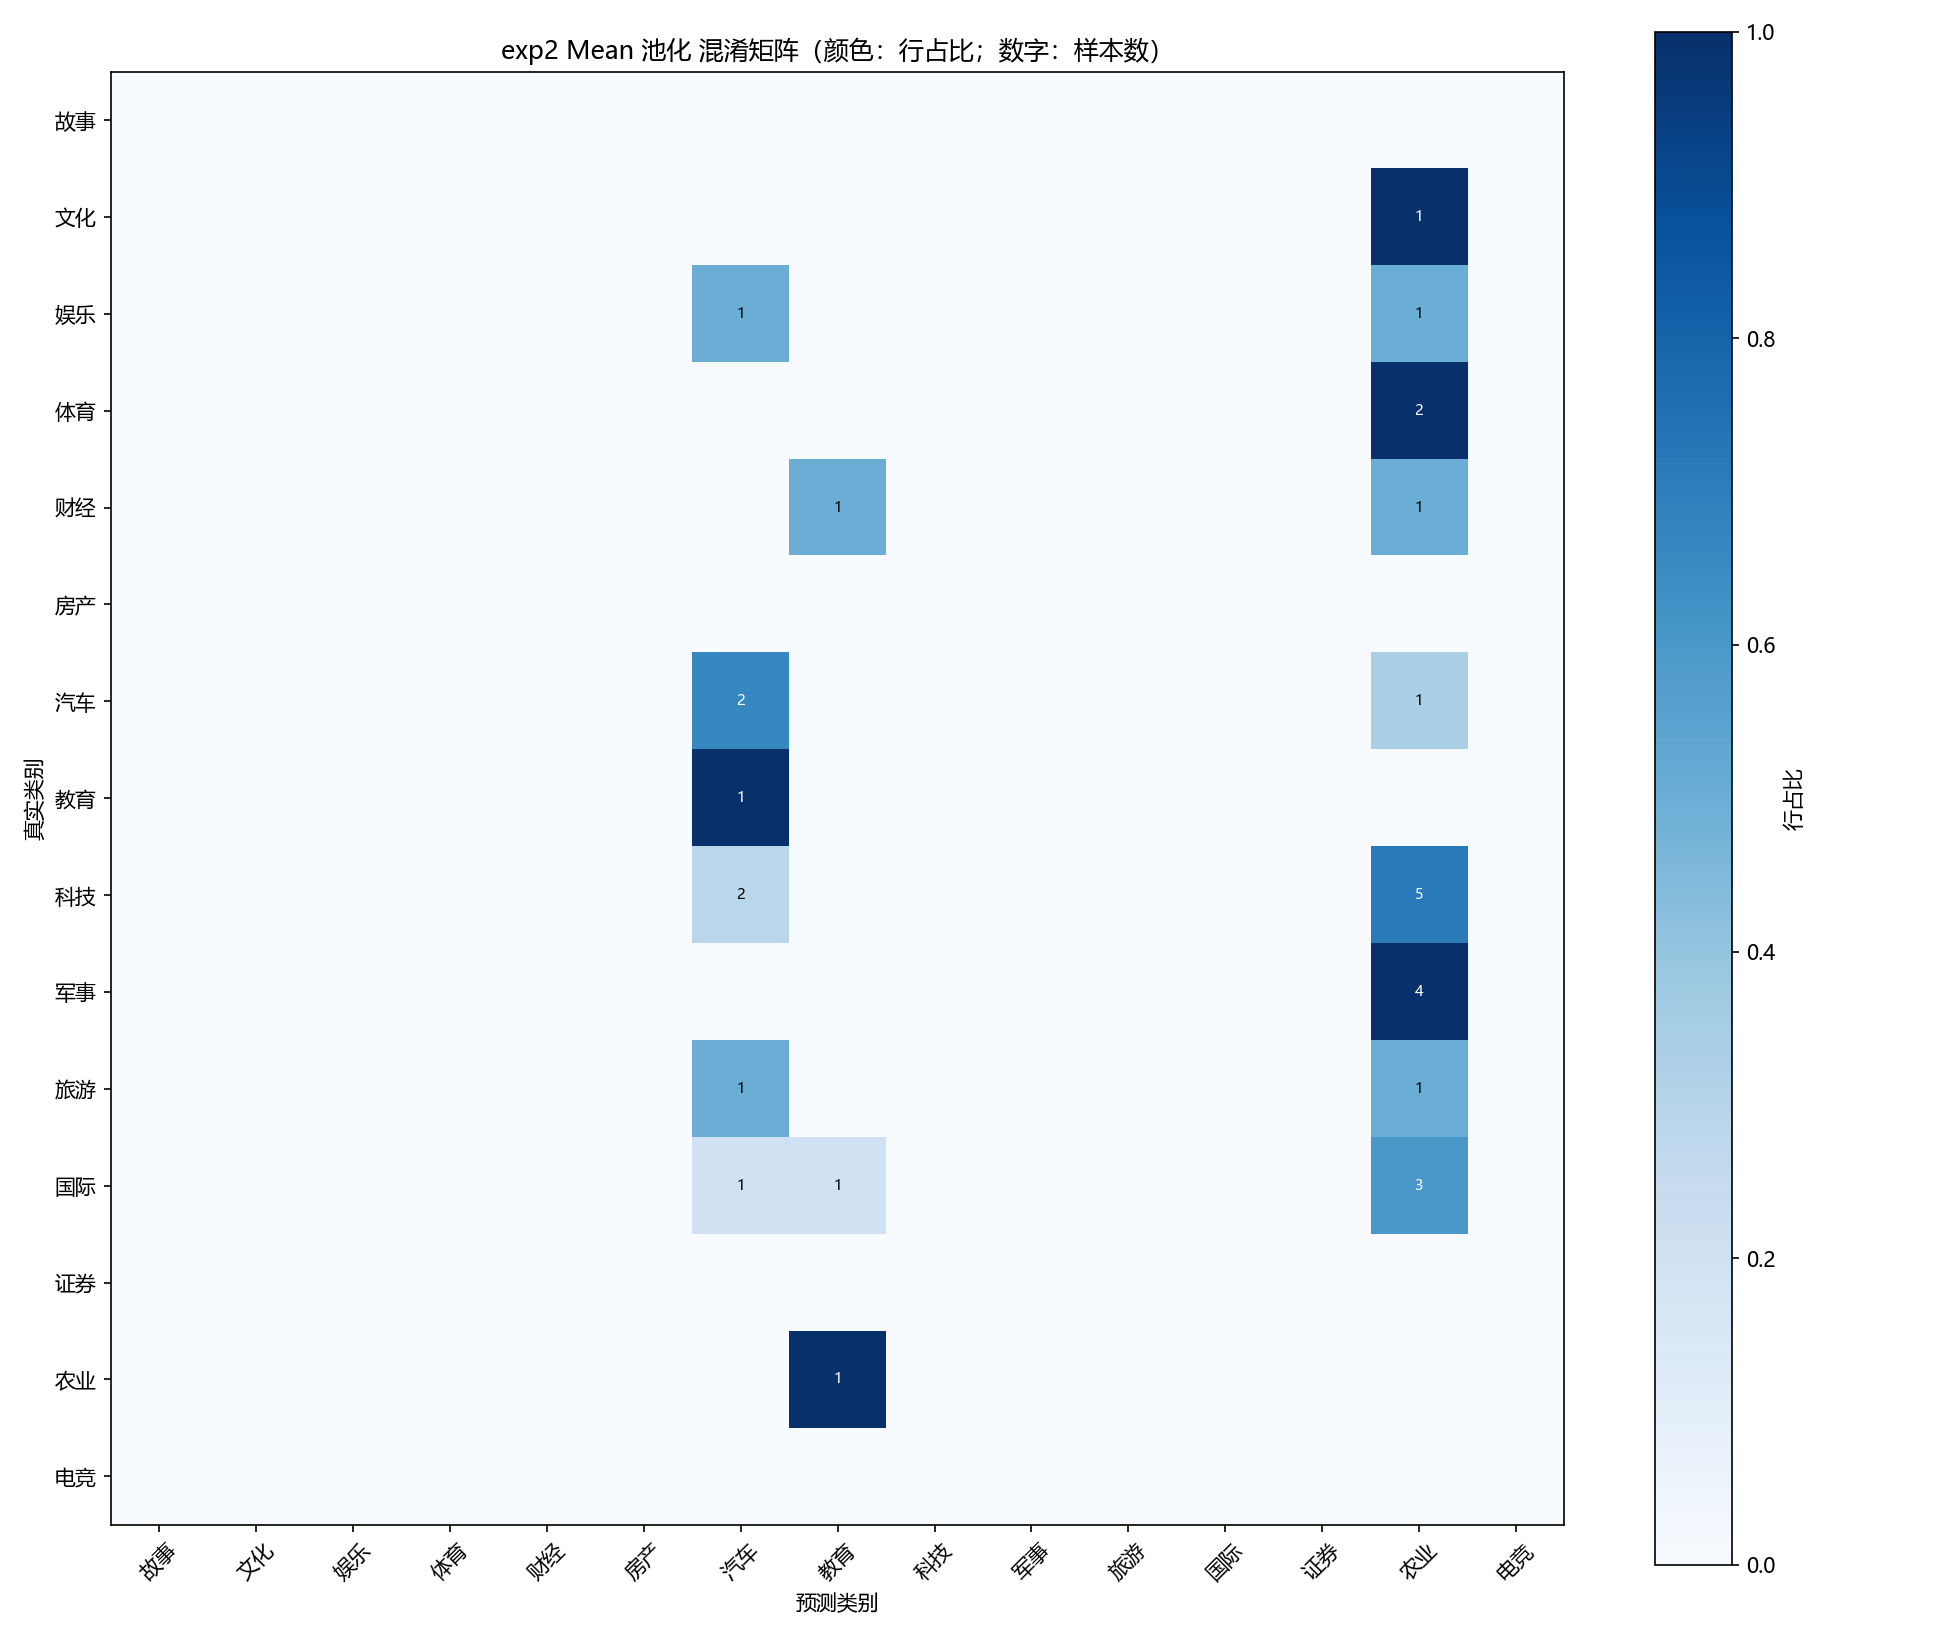 exp2 Mean 池化 混淆矩阵（颜色：行占比；数字：样本数）
真实类别
故事
文化 1
娱乐 1 1
体育 2
财经 1 1
房产
汽车 2 1
教育 1
科技 2 5
军事 4
旅游 1 1
国际 1 1 3
证券
农业 1
电竞
故事 文化 娱乐 体育 财经 房产 汽车 教育 科技 军事 旅游 国际 证券 农业 电竞
预测类别
1.0
0.8
0.6
0.4
0.2
0.0
行占比